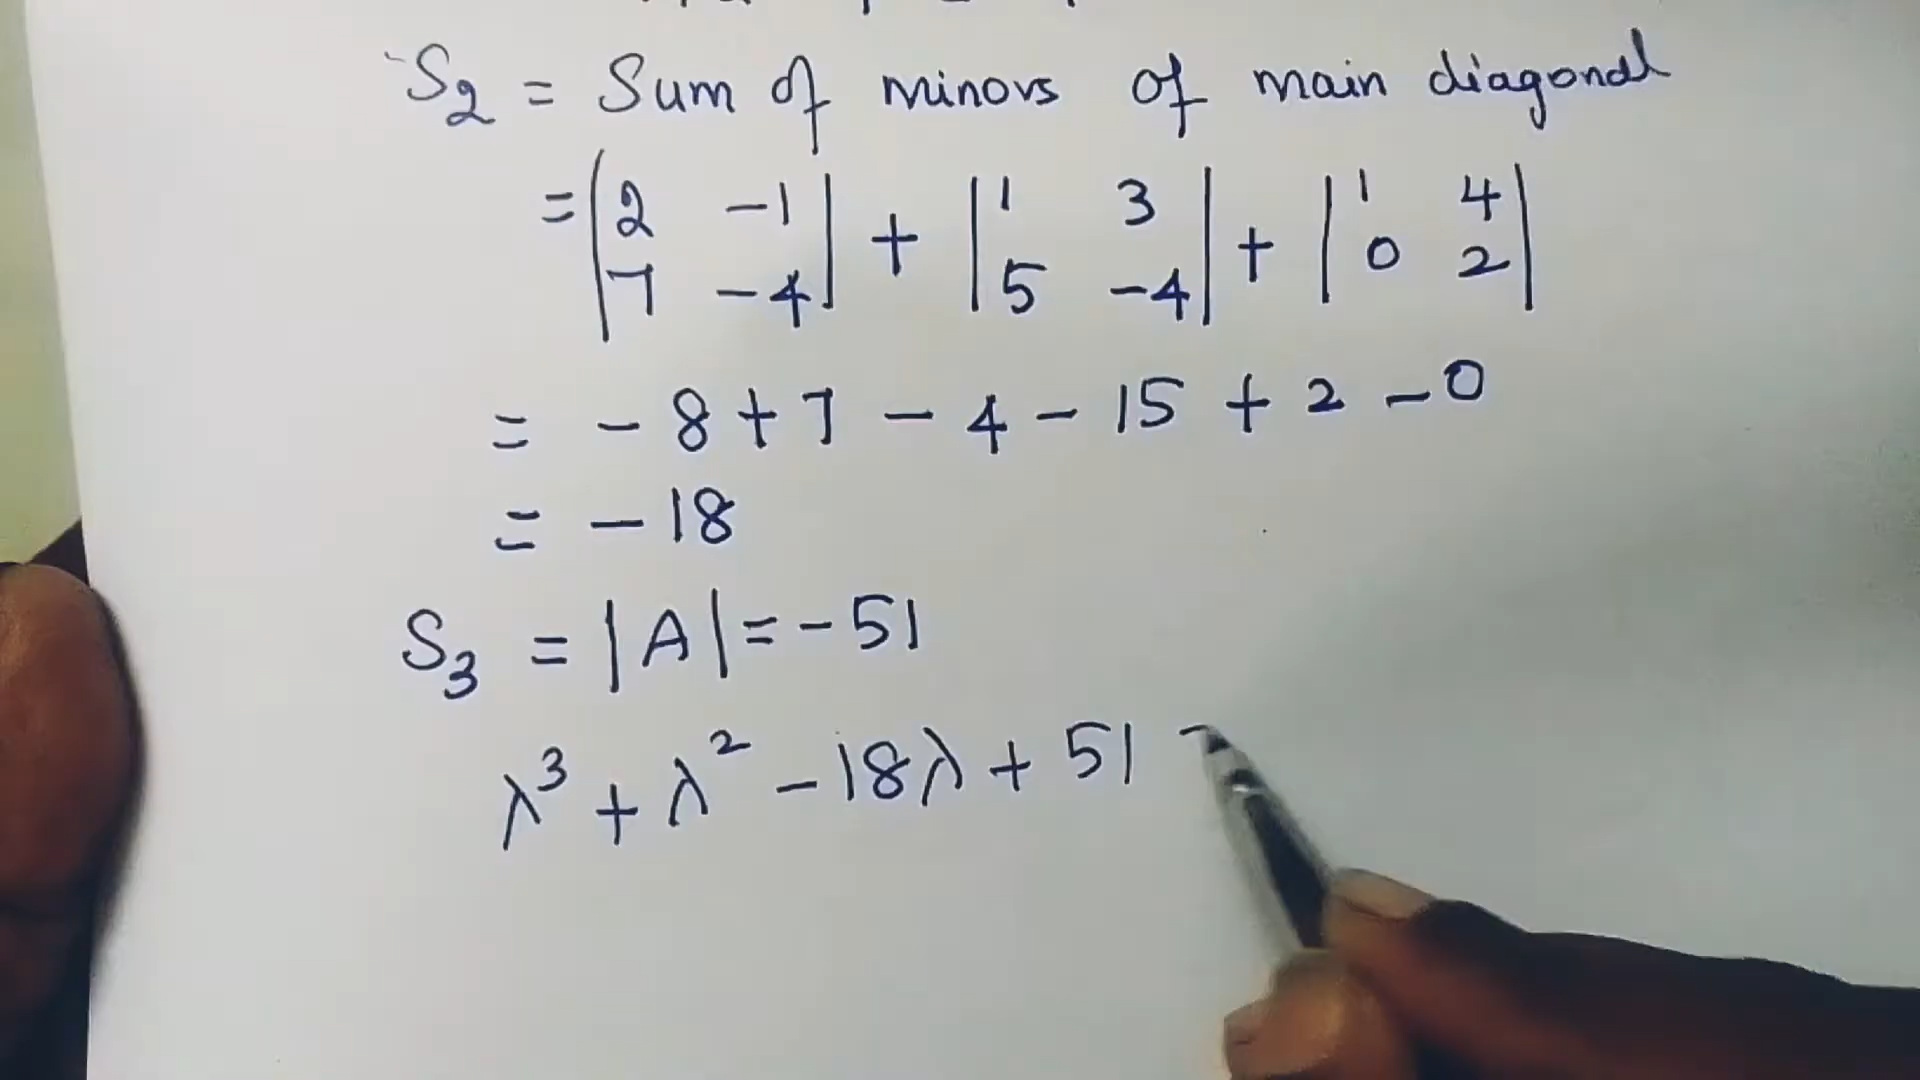 S₂ = Sum of minors of main diagonal
= |2 -1; 7 -4| + |1 3; 5 -4| + |1 4; 0 2|
= - 8 + 7 - 4 - 15 + 2 - 0
= - 18
S₃ = |A| = - 51
λ³ + λ² - 18λ + 51